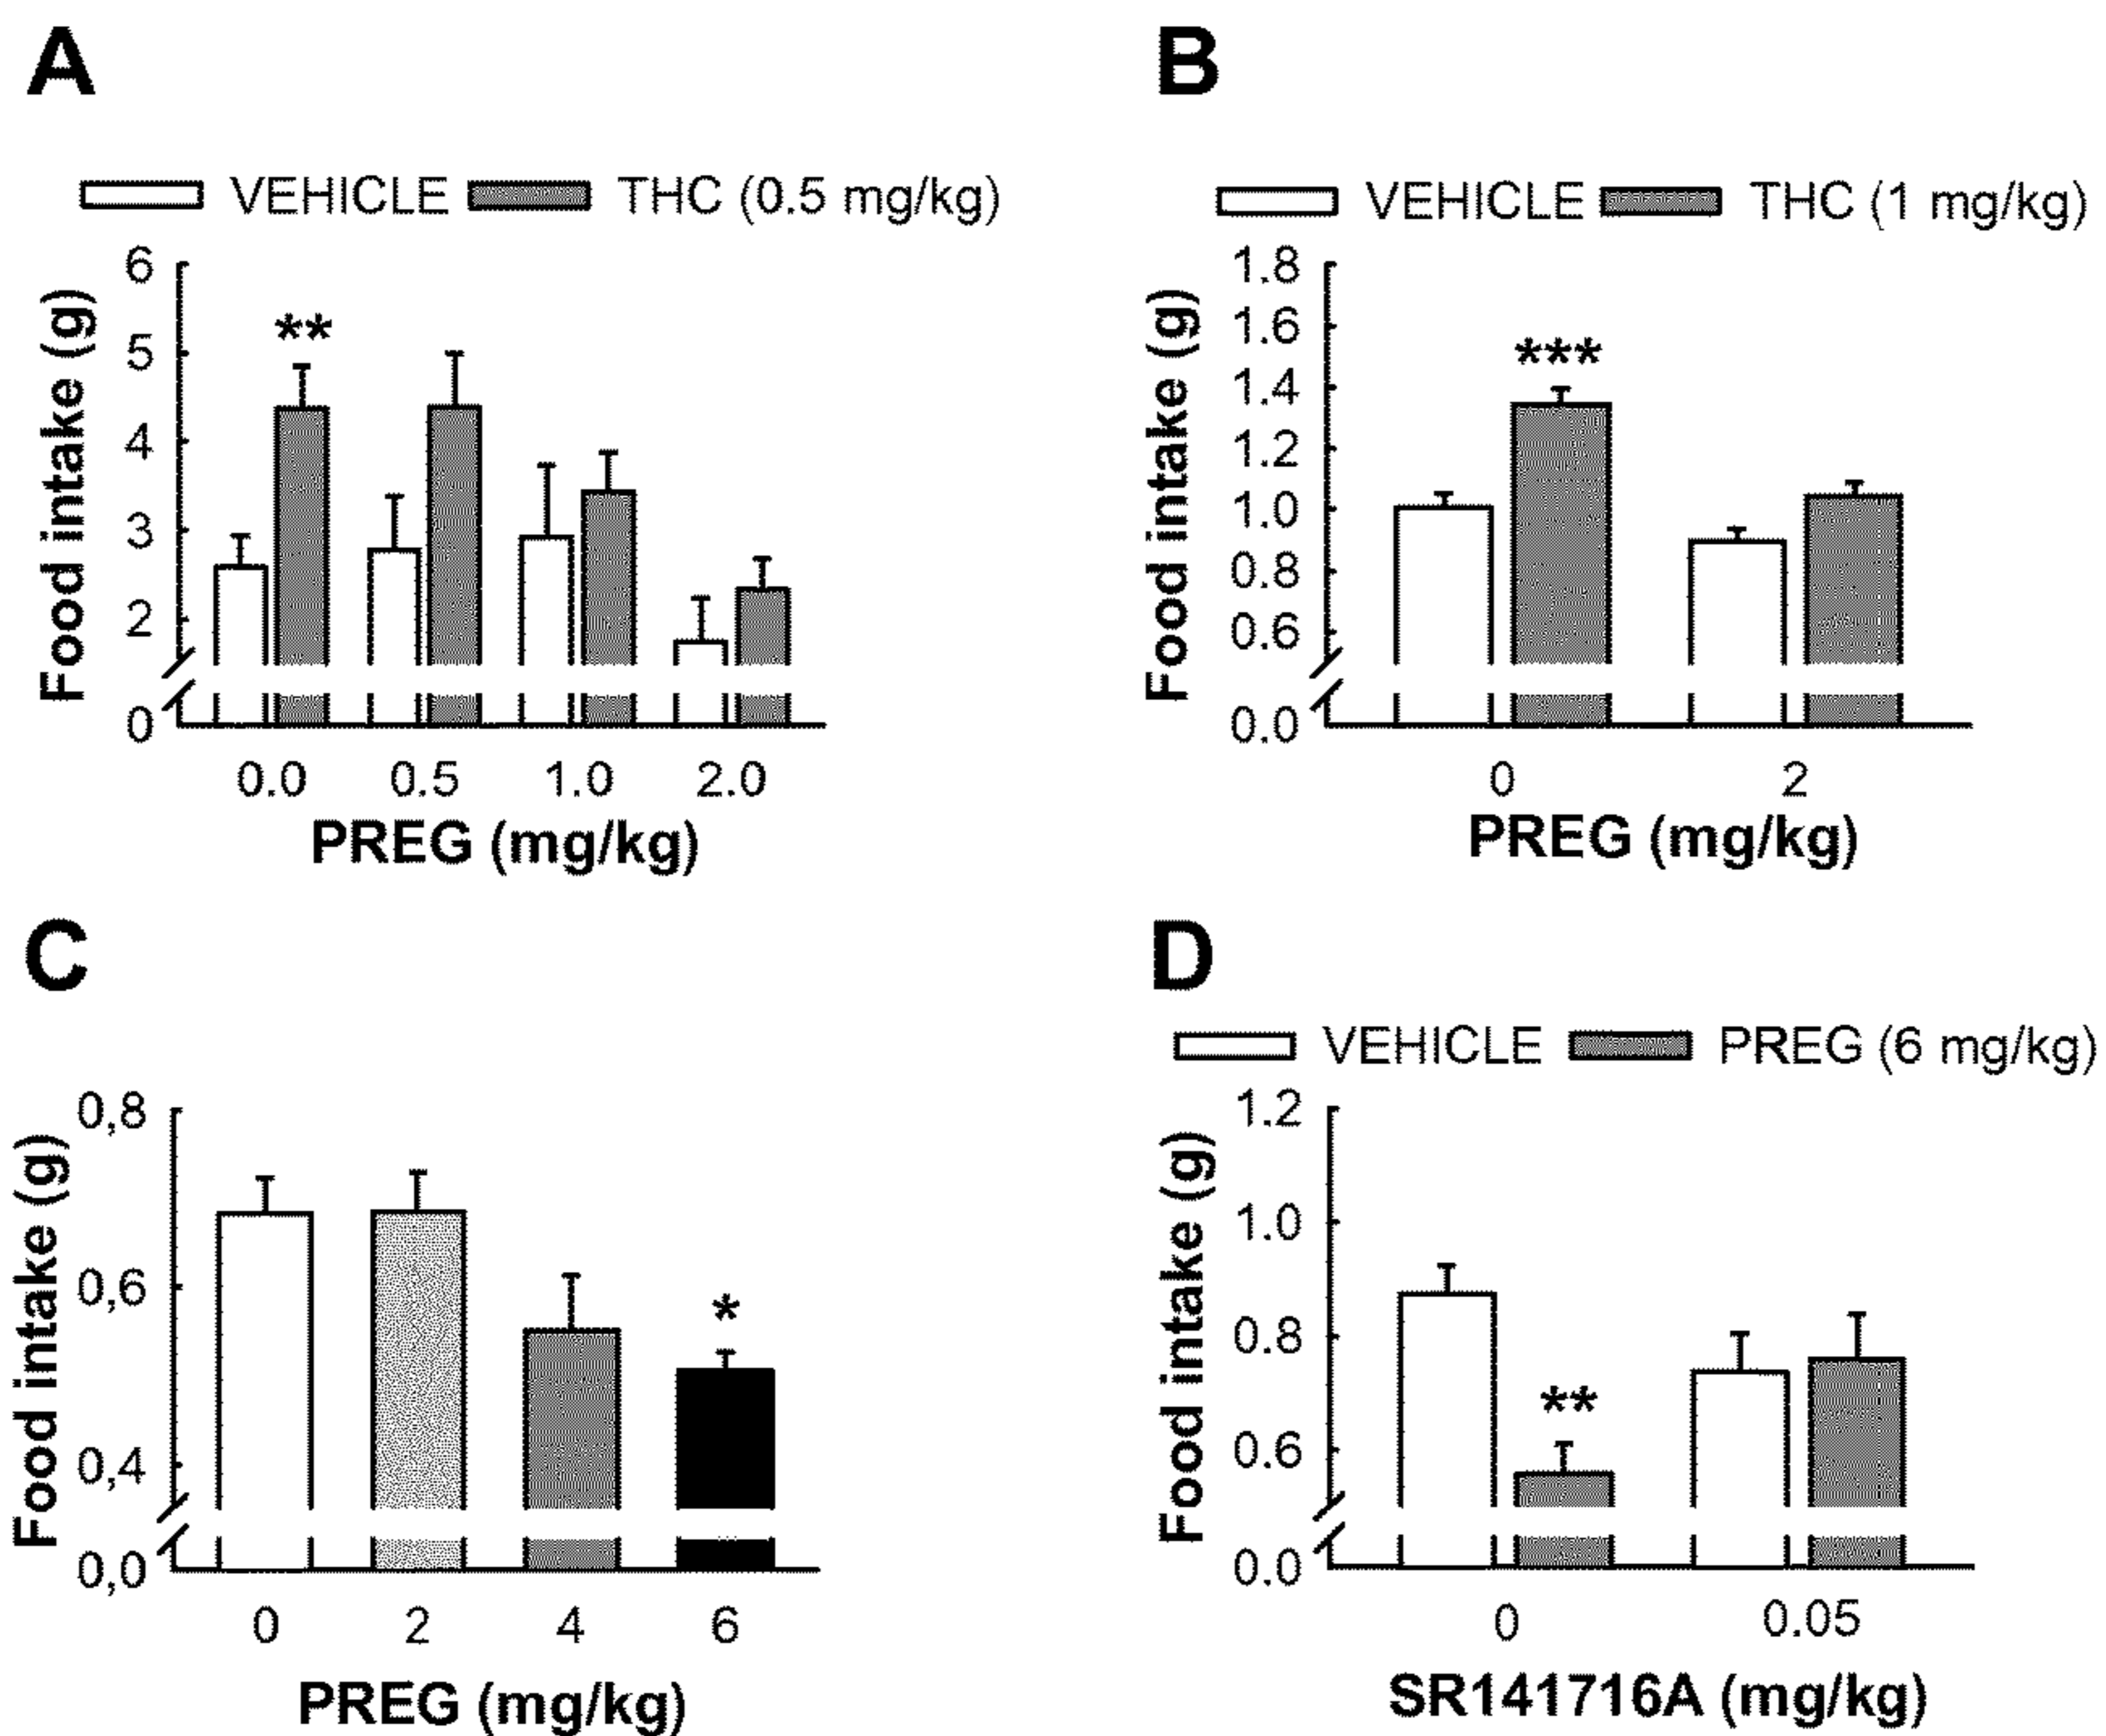 A
VEHICLE THC (0.5 mg/kg)
Food intake (g)
6
5
**
4
3
2
0
0.0 0.5 1.0 2.0
PREG (mg/kg)
B
VEHICLE THC (1 mg/kg)
Food intake (g)
1.8
1.6
***
1.4
1.2
1.0
0.8
0.6
0.0
0 2
PREG (mg/kg)
C
Food intake (g)
0,8
0,6
*
0,4
0,0
0 2 4 6
PREG (mg/kg)
D
VEHICLE PREG (6 mg/kg)
Food intake (g)
1.2
1.0
0.8
**
0.6
0.0
0 0.05
SR141716A (mg/kg)